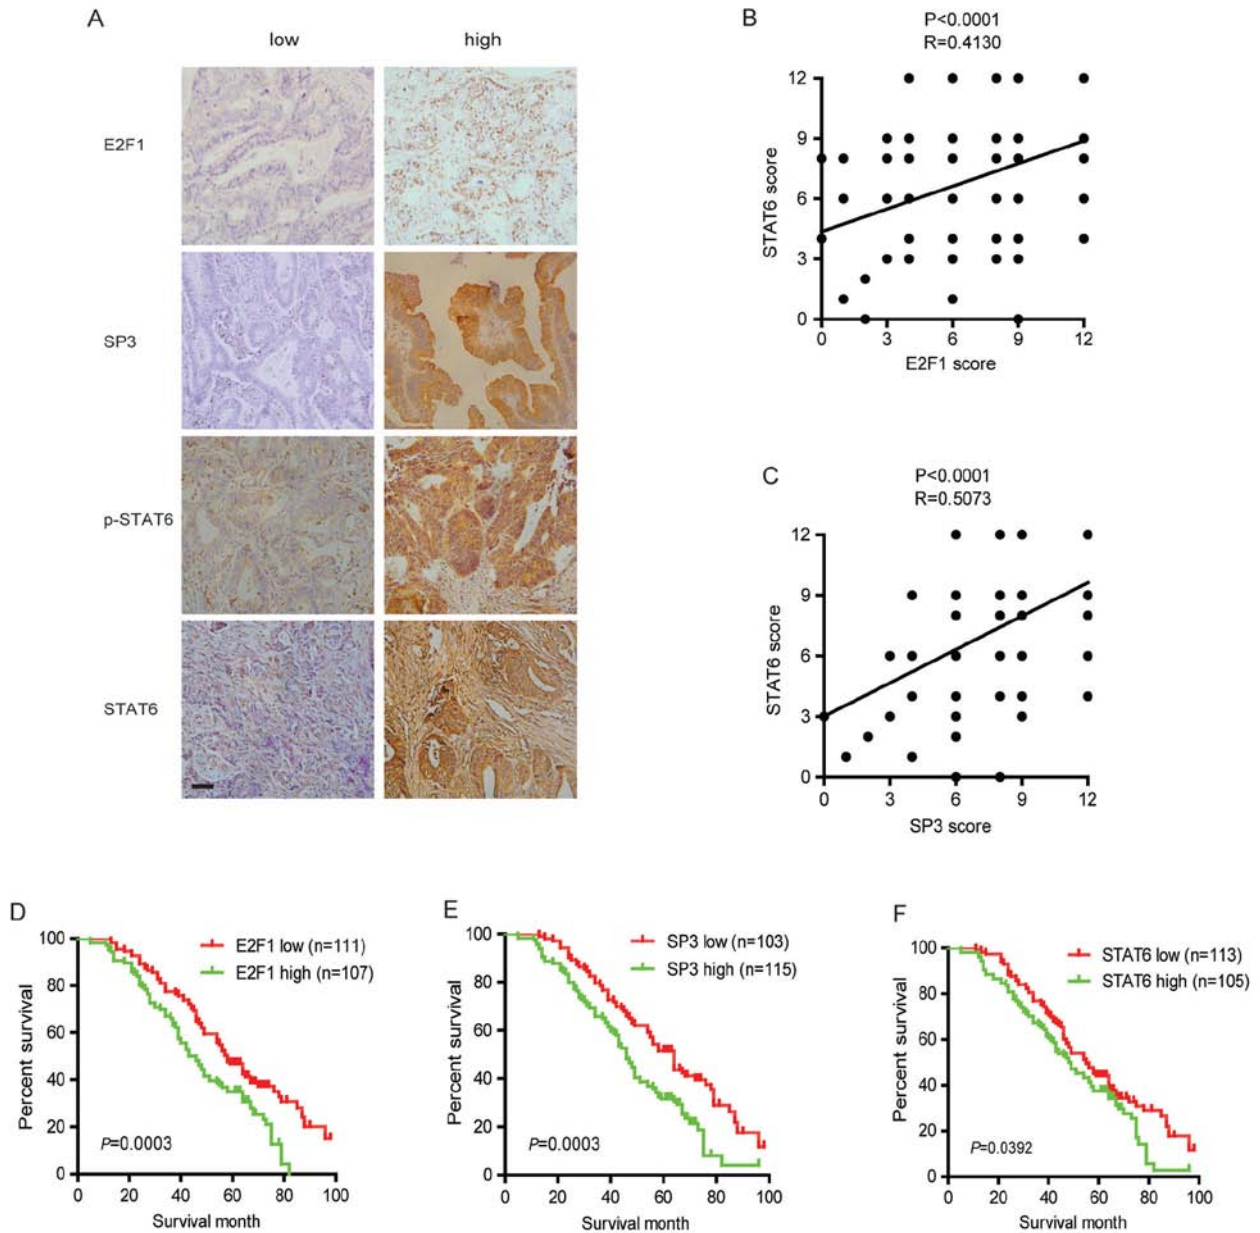 A
low
high
E2F1
SP3
p-STAT6
STAT6
B
P<0.0001
R=0.4130
12
9
6
3
0
STAT6 score
0
3
6
9
12
E2F1 score
C
P<0.0001
R=0.5073
12
9
6
3
0
STAT6 score
0
3
6
9
12
SP3 score
D
100
80
60
40
20
0
Percent survival
E2F1 low (n=111)
E2F1 high (n=107)
P=0.0003
0
20
40
60
80
100
Survival month
E
100
80
60
40
20
0
Percent survival
SP3 low (n=103)
SP3 high (n=115)
P=0.0003
0
20
40
60
80
100
Survival month
F
100
80
60
40
20
0
Percent survival
STAT6 low (n=113)
STAT6 high (n=105)
P=0.0392
0
20
40
60
80
100
Survival month